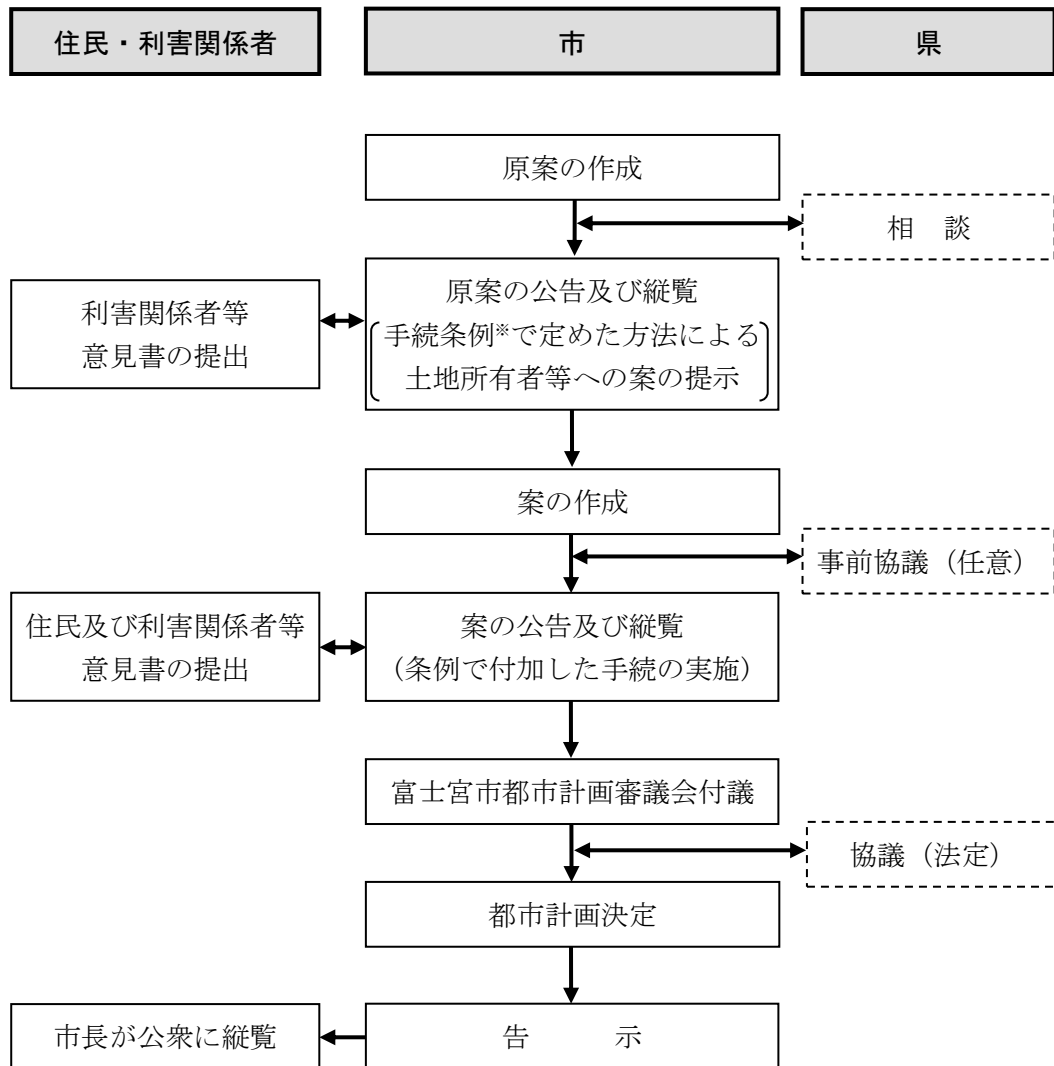 住民・利害関係者
市
県
原案の作成
相　談
原案の公告及び縦覧
手続条例※で定めた方法による
土地所有者等への案の提示
利害関係者等
意見書の提出
案の作成
事前協議（任意）
住民及び利害関係者等
意見書の提出
案の公告及び縦覧
（条例で付加した手続の実施）
富士宮市都市計画審議会付議
協議（法定）
都市計画決定
市長が公衆に縦覧
告　　示